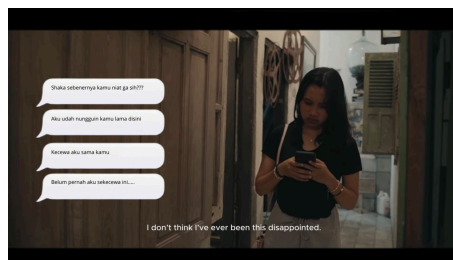 Shaka sebenernya kamu niat ga sih???
Aku udah nungguin kamu lama disini
Kecewa aku sama kamu
Belum pernah aku sekecewa ini.....
I don't think I've ever been this disappointed.